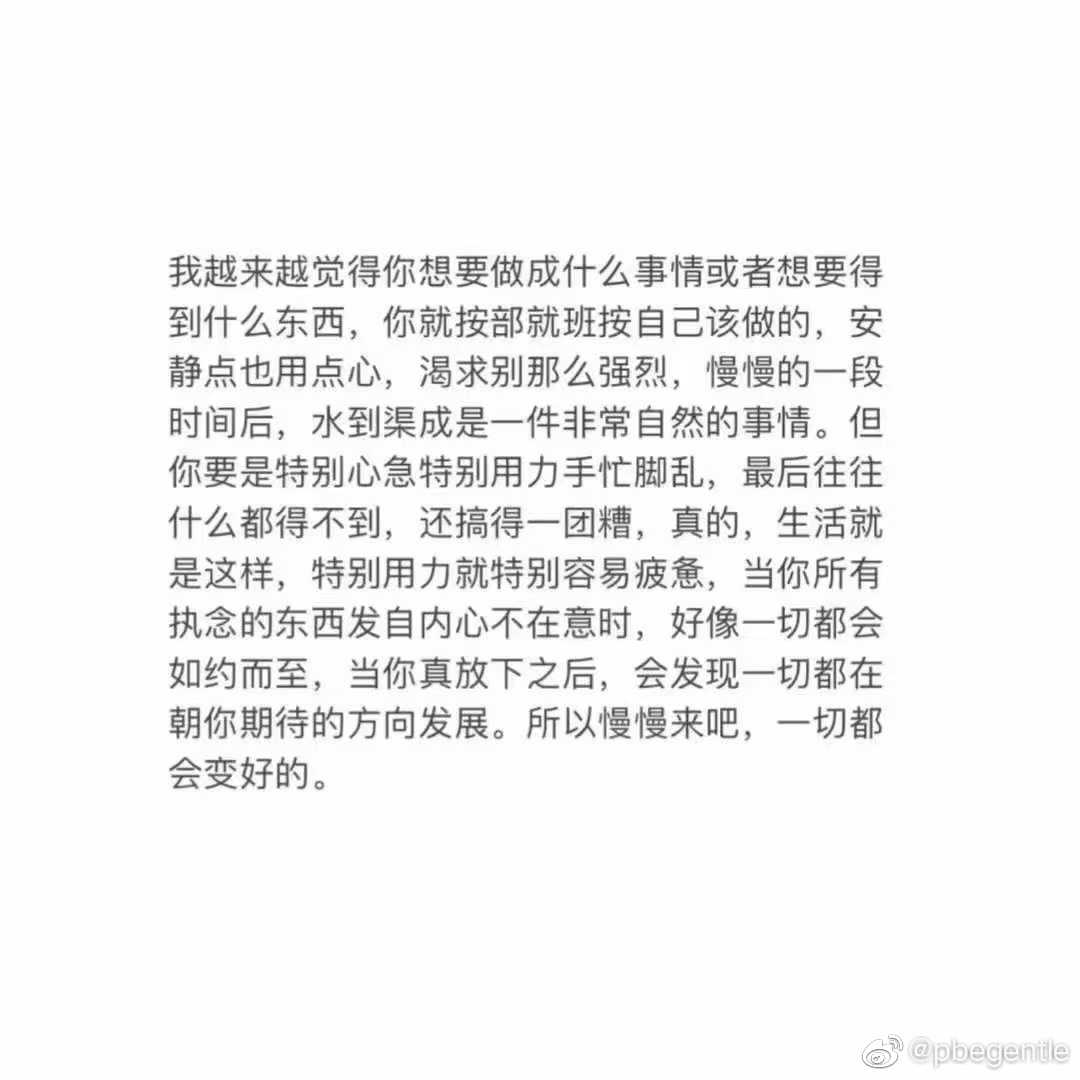 我越来越觉得你想要做成什么事情或者想要得
到什么东西，你就按部就班按自己该做的，安
静点也用点心，渴求别那么强烈，慢慢的一段
时间后，水到渠成是一件非常自然的事情。但
你要是特别心急特别用力手忙脚乱，最后往往
什么都得不到，还搞得一团糟，真的，生活就
是这样，特别用力就特别容易疲惫，当你所有
执念的东西发自内心不在意时，好像一切都会
如约而至，当你真放下之后，会发现一切都在
朝你期待的方向发展。所以慢慢来吧，一切都
会变好的。
@pbegentle